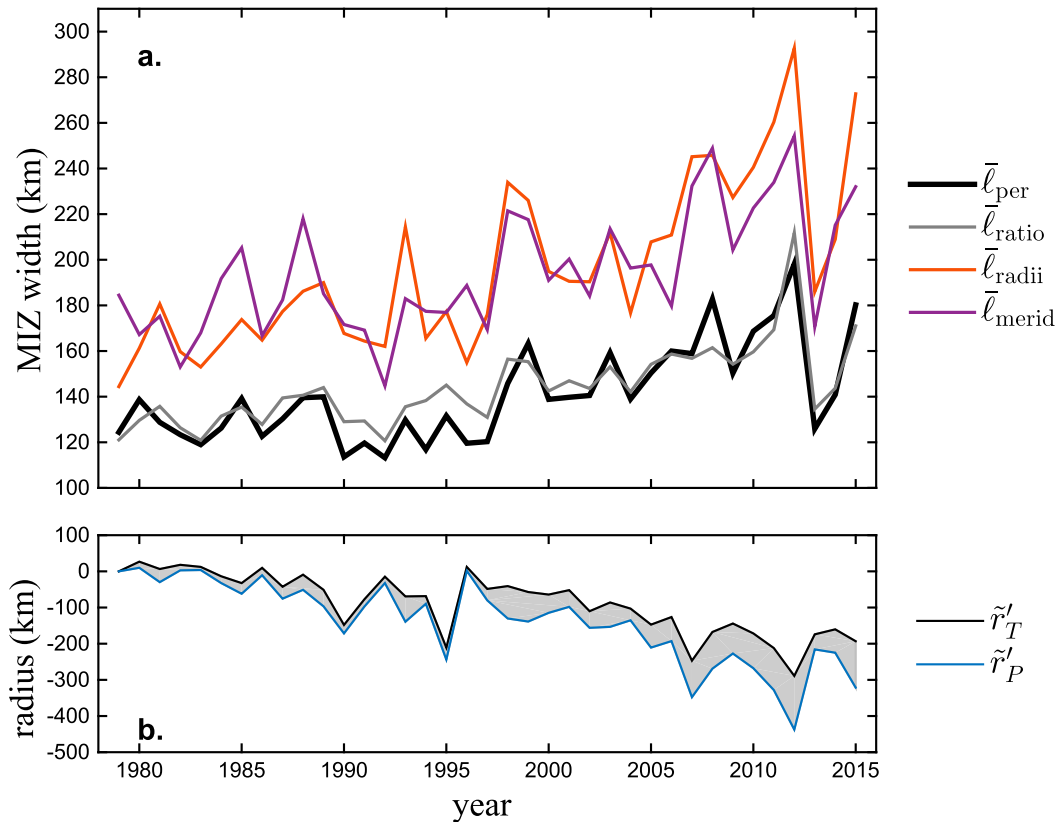 a.
MIZ width (km)
300
280
260
240
220
200
180
160
140
120
100
ℓ̄per
ℓ̄ratio
ℓ̄radii
ℓ̄merid
b.
radius (km)
100
0
-100
-200
-300
-400
-500
1980 1985 1990 1995 2000 2005 2010 2015
year
r̃′T
r̃′P